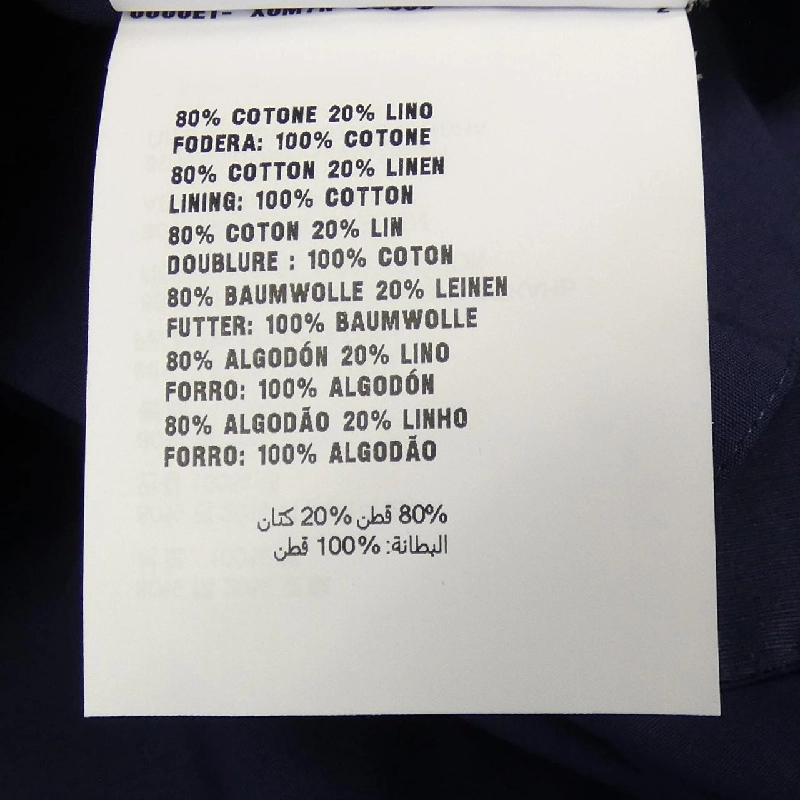 80% COTONE 20% LINO
FODERA: 100% COTONE
80% COTTON 20% LINEN
LINING: 100% COTTON
80% COTON 20% LIN
DOUBLURE : 100% COTON
80% BAUMWOLLE 20% LEINEN
FUTTER: 100% BAUMWOLLE
80% ALGODÓN 20% LINO
FORRO: 100% ALGODÓN
80% ALGODÃO 20% LINHO
FORRO: 100% ALGODÃO
80% قطن 20% كتان
البطانة: 100% قطن